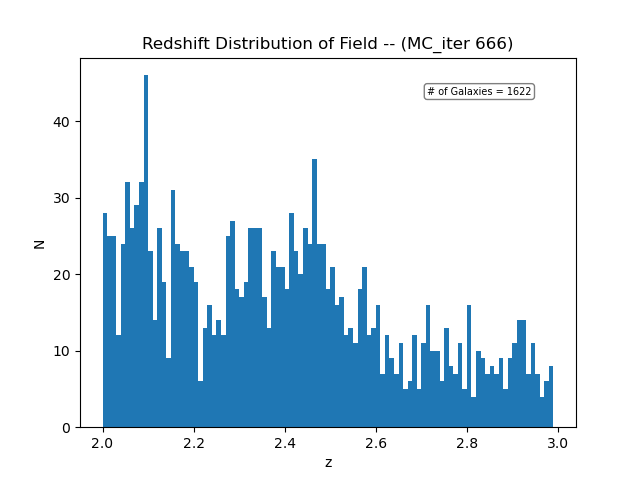 Redshift Distribution of Field -- (MC_iter 666)
# of Galaxies = 1622
N
40
30
20
10
0
2.0 2.2 2.4 2.6 2.8 3.0
z